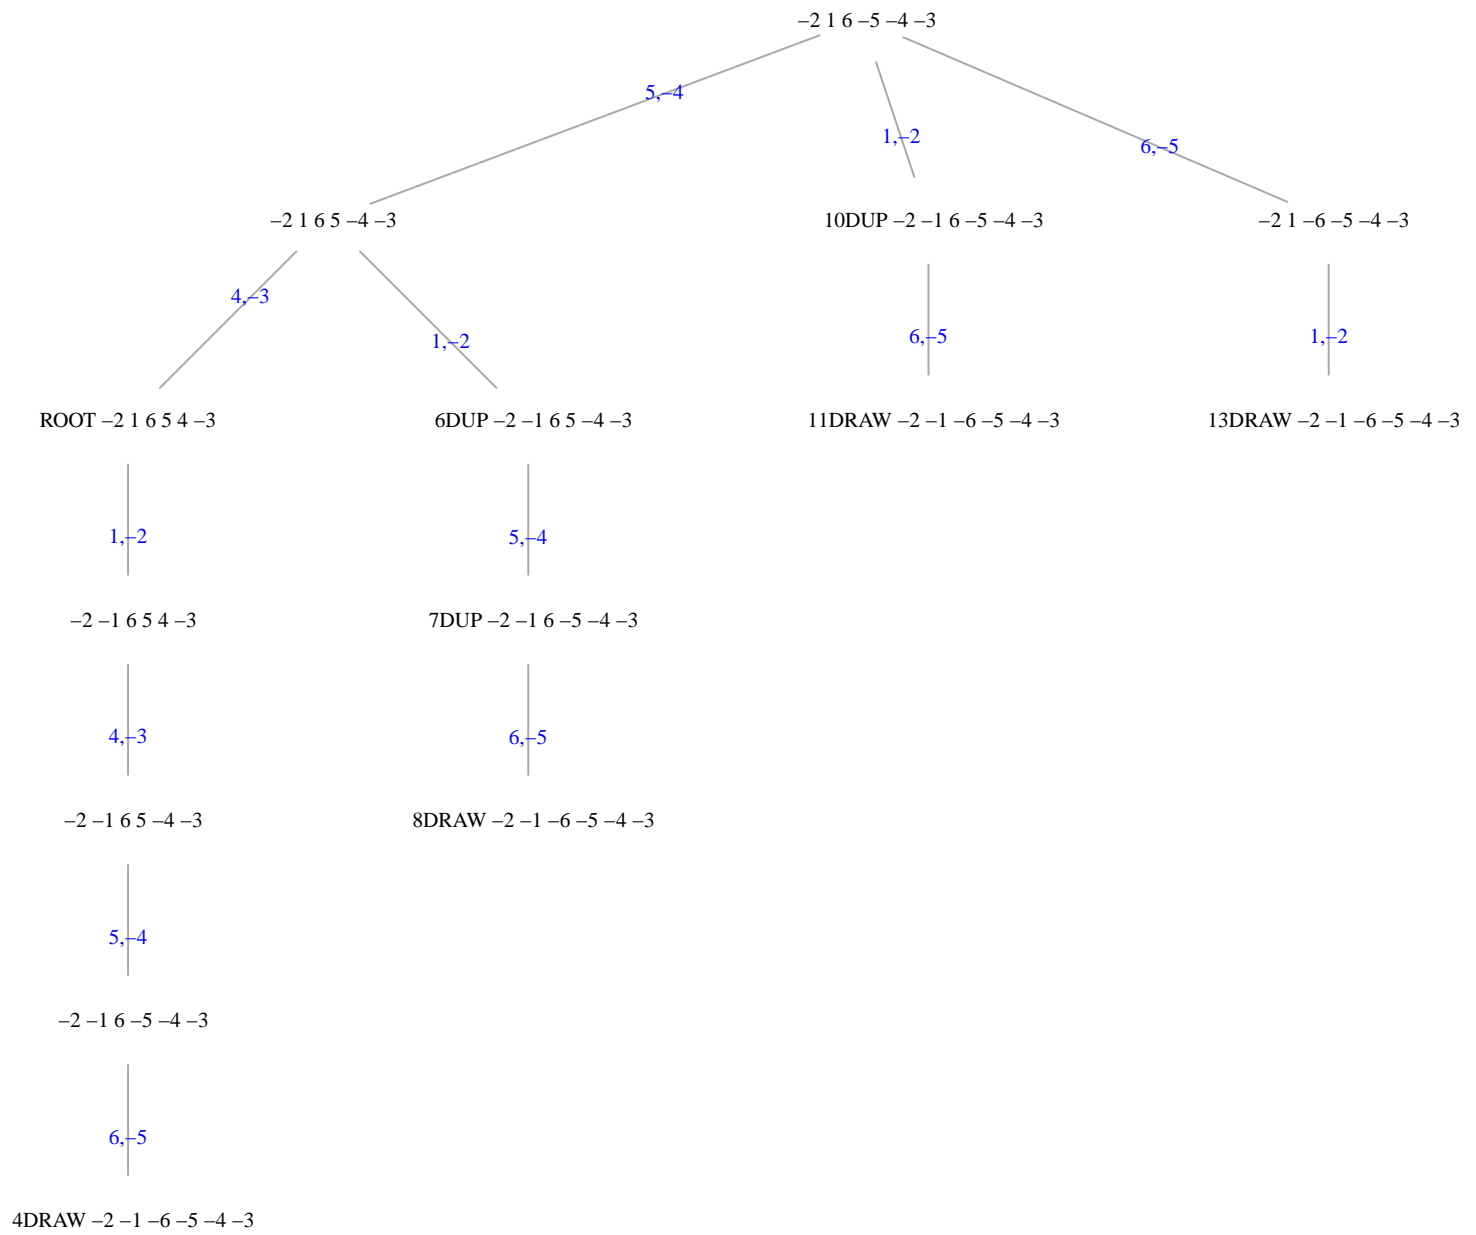 –2 1 6 –5 –4 –3
5,–4
1,–2
6,–5
–2 1 6 5 –4 –3
10DUP –2 –1 6 –5 –4 –3
–2 1 –6 –5 –4 –3
4,–3
1,–2
6,–5
1,–2
ROOT –2 1 6 5 4 –3
6DUP –2 –1 6 5 –4 –3
11DRAW –2 –1 –6 –5 –4 –3
13DRAW –2 –1 –6 –5 –4 –3
1,–2
5,–4
–2 –1 6 5 4 –3
7DUP –2 –1 6 –5 –4 –3
4,–3
6,–5
–2 –1 6 5 –4 –3
8DRAW –2 –1 –6 –5 –4 –3
5,–4
–2 –1 6 –5 –4 –3
6,–5
4DRAW –2 –1 –6 –5 –4 –3